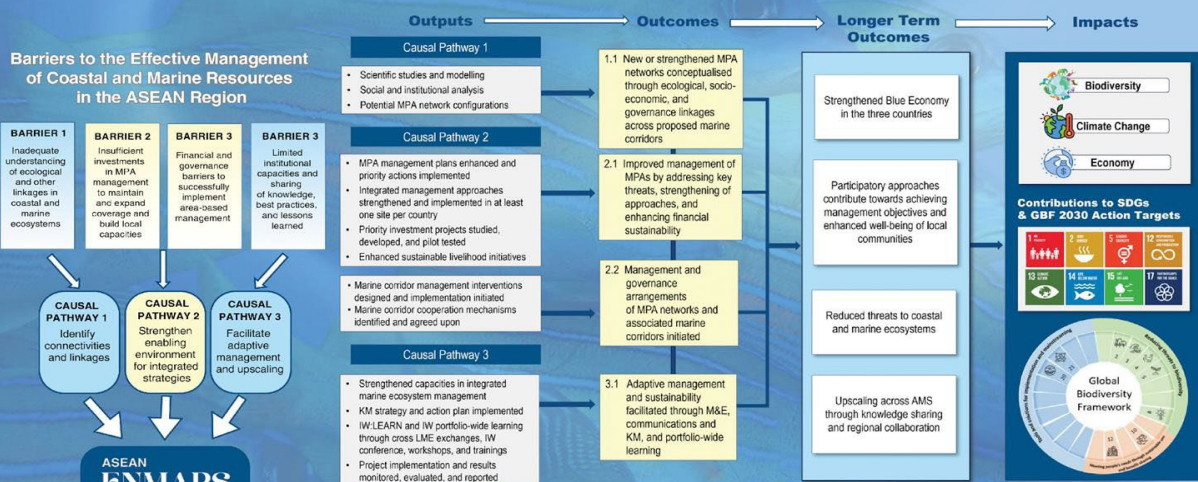 Outputs
Outcomes
Longer Term
Outcomes
Impacts
Barriers to the Effective Management
of Coastal and Marine Resources
in the ASEAN Region
BARRIER 1
Inadequate
understanding
of ecological
and other
linkages in
coastal and
marine
ecosystems
BARRIER 2
Insufficient
investments
in MPA
management
to maintain
and expand
coverage and
build local
capacities
BARRIER 3
Financial and
governance
barriers to
successfully
implement
area-based
management
BARRIER 3
Limited
institutional
capacities and
sharing
of knowledge,
best practices,
and lessons
learned
CAUSAL
PATHWAY 1
Identify
connectivities
and linkages
CAUSAL
PATHWAY 2
Strengthen
enabling
environment
for integrated
strategies
CAUSAL
PATHWAY 3
Facilitate
adaptive
management
and upscaling
ASEAN
ENMAPS
Causal Pathway 1
• Scientific studies and modelling
• Social and institutional analysis
• Potential MPA network configurations
Causal Pathway 2
• MPA management plans enhanced and
priority actions implemented
• Integrated management approaches
strengthened and implemented in at least
one site per country
• Priority investment projects studied,
developed, and pilot tested
• Enhanced sustainable livelihood initiatives
• Marine corridor management interventions
designed and implementation initiated
• Marine corridor cooperation mechanisms
identified and agreed upon
Causal Pathway 3
• Strengthened capacities in integrated
marine ecosystem management
• KM strategy and action plan implemented
• IW:LEARN and IW portfolio-wide learning
through cross LME exchanges, IW
conference, workshops, and trainings
• Project implementation and results
monitored, evaluated, and reported
1.1 New or strengthened MPA
networks conceptualised
through ecological, socio-
economic, and
governance linkages
across proposed marine
corridors
2.1 Improved management of
MPAs by addressing key
threats, strengthening of
approaches, and
enhancing financial
sustainability
2.2 Management and
governance
arrangements
of MPA networks and
associated marine
corridors initiated
3.1 Adaptive management
and sustainability
facilitated through M&E,
communications and
KM, and portfolio-wide
learning
Strengthened Blue Economy
in the three countries
Participatory approaches
contribute towards achieving
management objectives and
enhanced well-being of local
communities
Reduced threats to coastal
and marine ecosystems
Upscaling across AMS
through knowledge sharing
and regional collaboration
Biodiversity
Climate Change
Economy
Contributions to SDGs
& GBF 2030 Action Targets
1
2
5
12
13
14
15
17
Global
Biodiversity
Framework